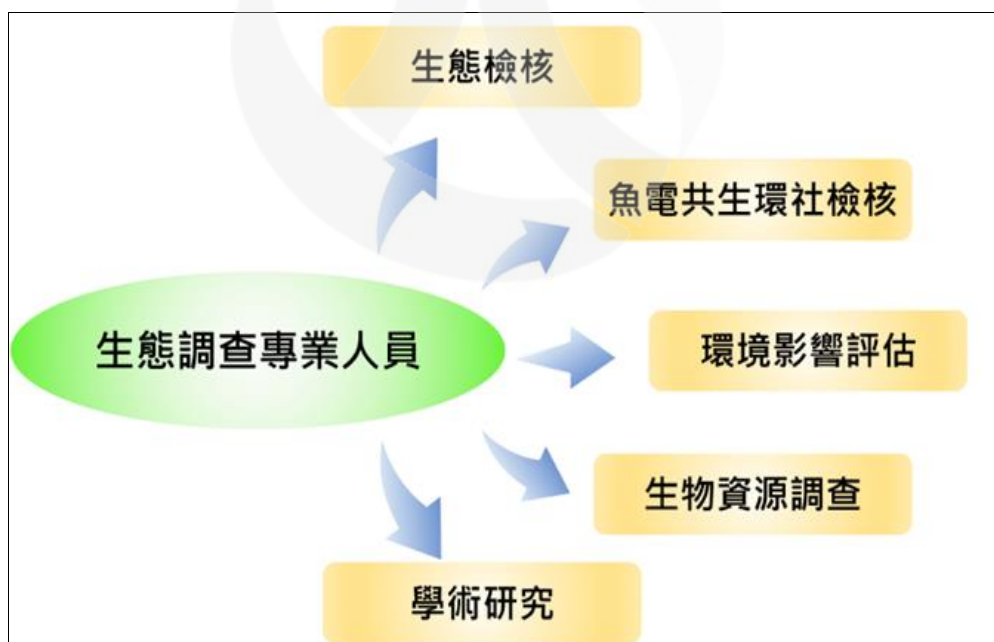 生態檢核
魚電共生環社檢核
生態調查專業人員
環境影響評估
生物資源調查
學術研究